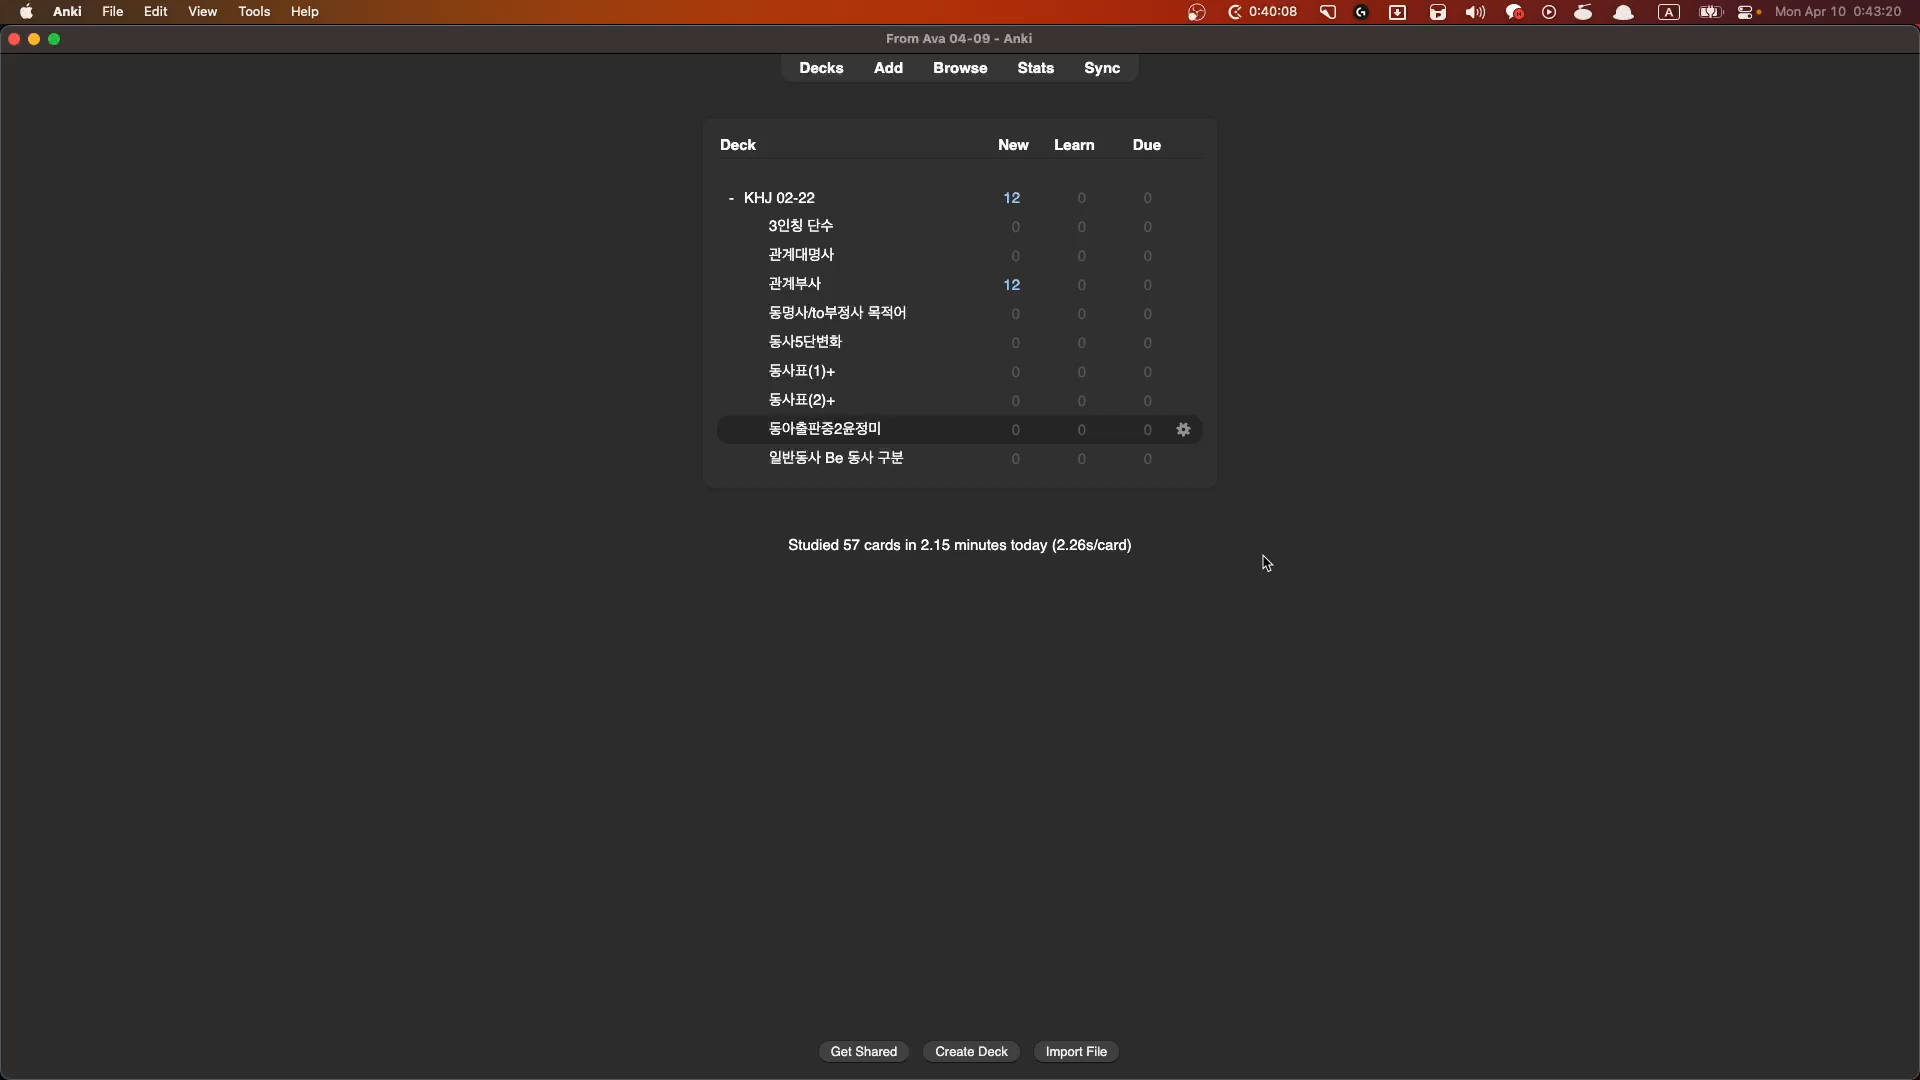 Anki File Edit View Tools Help 0:40:08 A Mon Apr 10 0:43:20
From Ava 04-09 - Anki
Decks Add Browse Stats Sync
Deck New Learn Due
- KHJ 02-22 12 0 0
3인칭 단수 0 0 0
관계대명사 0 0 0
관계부사 12 0 0
동명사/to부정사 목적어 0 0 0
동사5단변화 0 0 0
동사표(1)+ 0 0 0
동사표(2)+ 0 0 0
동아출판중2윤정미 0 0 0
일반동사 Be 동사 구분 0 0 0
Studied 57 cards in 2.15 minutes today (2.26s/card)
Get Shared Create Deck Import File